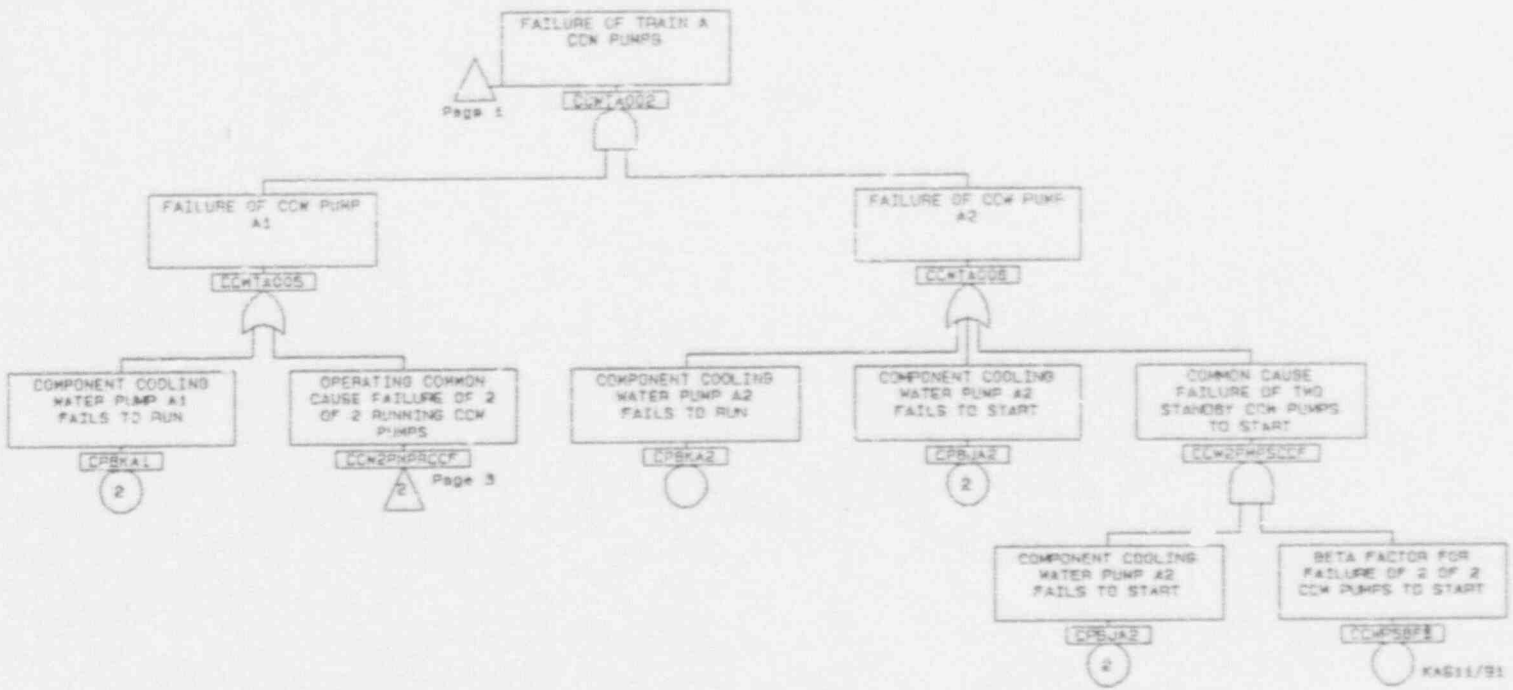 FAILURE OF TRAIN A
CCW PUMPS
Page 1
CCWTA002
FAILURE OF CCW PUMP
A1
FAILURE OF CCW PUMP
A2
CCWTA005
CCWTA006
COMPONENT COOLING
WATER PUMP A1
FAILS TO RUN
OPERATING COMMON
CAUSE FAILURE OF 2
OF 2 RUNNING CCW
PUMPS
COMPONENT COOLING
WATER PUMP A2
FAILS TO RUN
COMPONENT COOLING
WATER PUMP A2
FAILS TO START
COMMON CAUSE
FAILURE OF TWO
STANDBY CCW PUMPS
TO START
CPBKA1
CPBKA2
CPBJA2
CCW2PMPSCCF
2
2
Page 3
2
COMPONENT COOLING
WATER PUMP A2
FAILS TO START
BETA FACTOR FOR
FAILURE OF 2 OF 2
CCW PUMPS TO START
CPBJA2
2